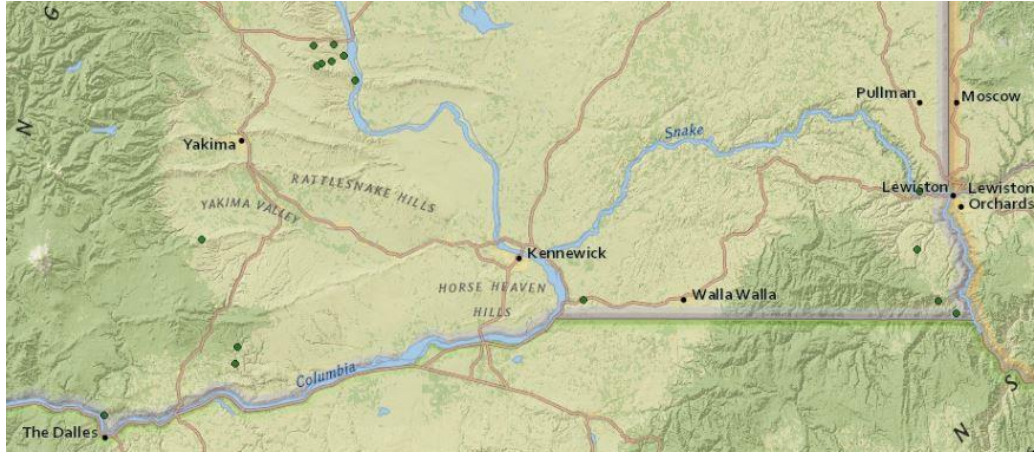 G
N
Pullman
Moscow
Snake
Yakima
RATTLESNAKE HILLS
YAKIMA VALLEY
Lewiston
Lewiston
Orchards
Kennewick
HORSE HEAVEN
HILLS
Walla Walla
Columbia
The Dalles
S
N